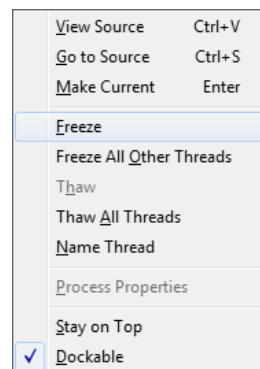 View Source Ctrl+V
Go to Source Ctrl+S
Make Current Enter
Freeze
Freeze All Other Threads
Thaw
Thaw All Threads
Name Thread
Process Properties
Stay on Top
Dockable